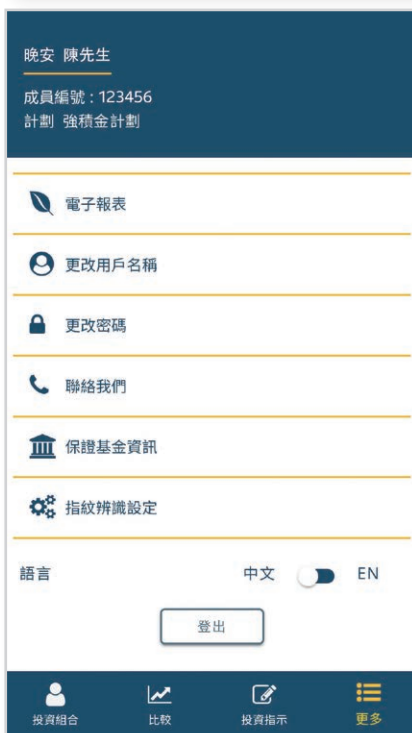 晚安 陳先生
成員編號 : 123456
計劃 強積金計劃
電子報表
更改用戶名稱
更改密碼
聯絡我們
保證基金資訊
指紋辨識設定
語言 中文 EN
登出
投資組合 比較 投資指示 更多